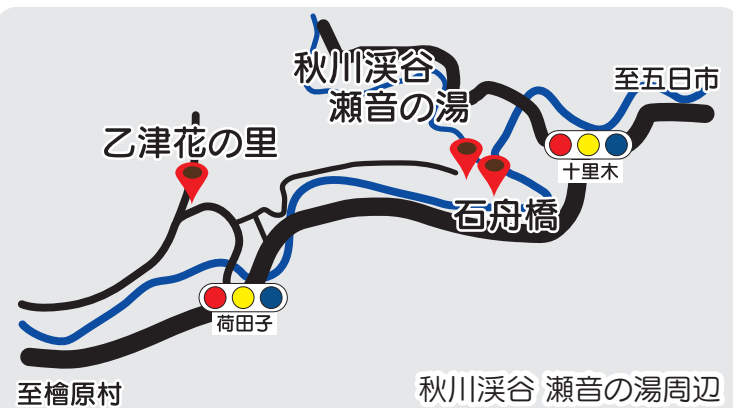 秋川渓谷
瀬音の湯
至五日市
乙津花の里
十里木
石舟橋
荷田子
至檜原村
秋川渓谷 瀬音の湯周辺